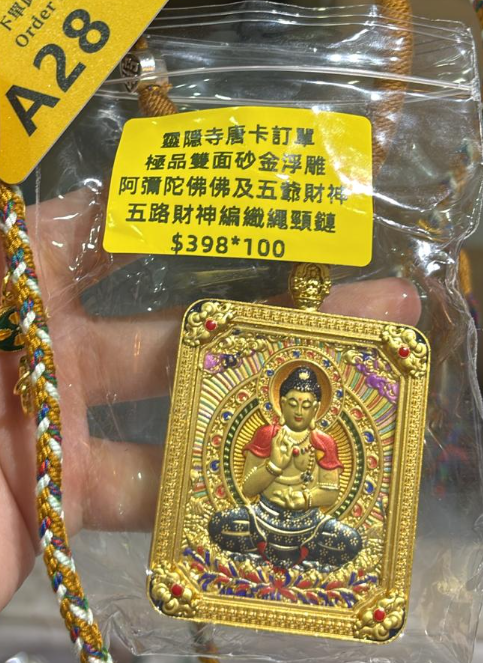 卡單
Order
A28
靈隱寺唐卡訂單
極品雙面砂金浮雕
阿彌陀佛佛及五爺財神
五路財神編織繩頸鏈
$398*100